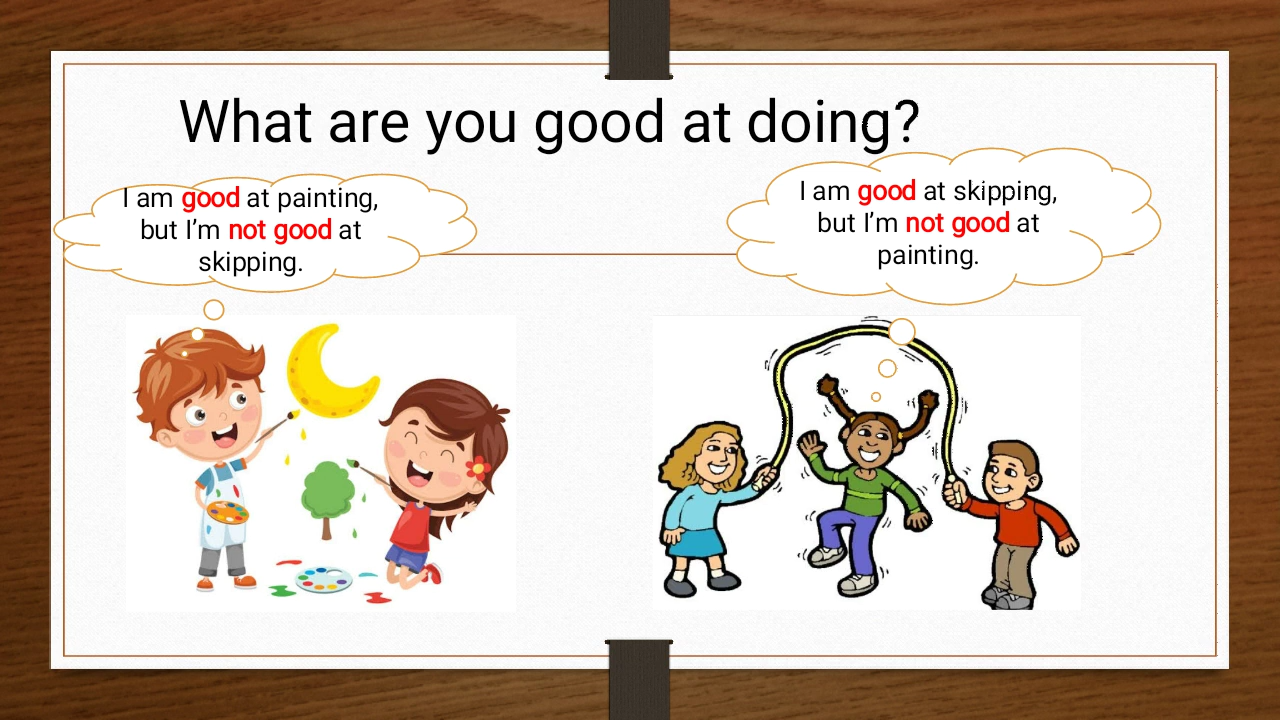 What are you good at doing?
I am good at painting,
but I’m not good at
skipping.
I am good at skipping,
but I’m not good at
painting.